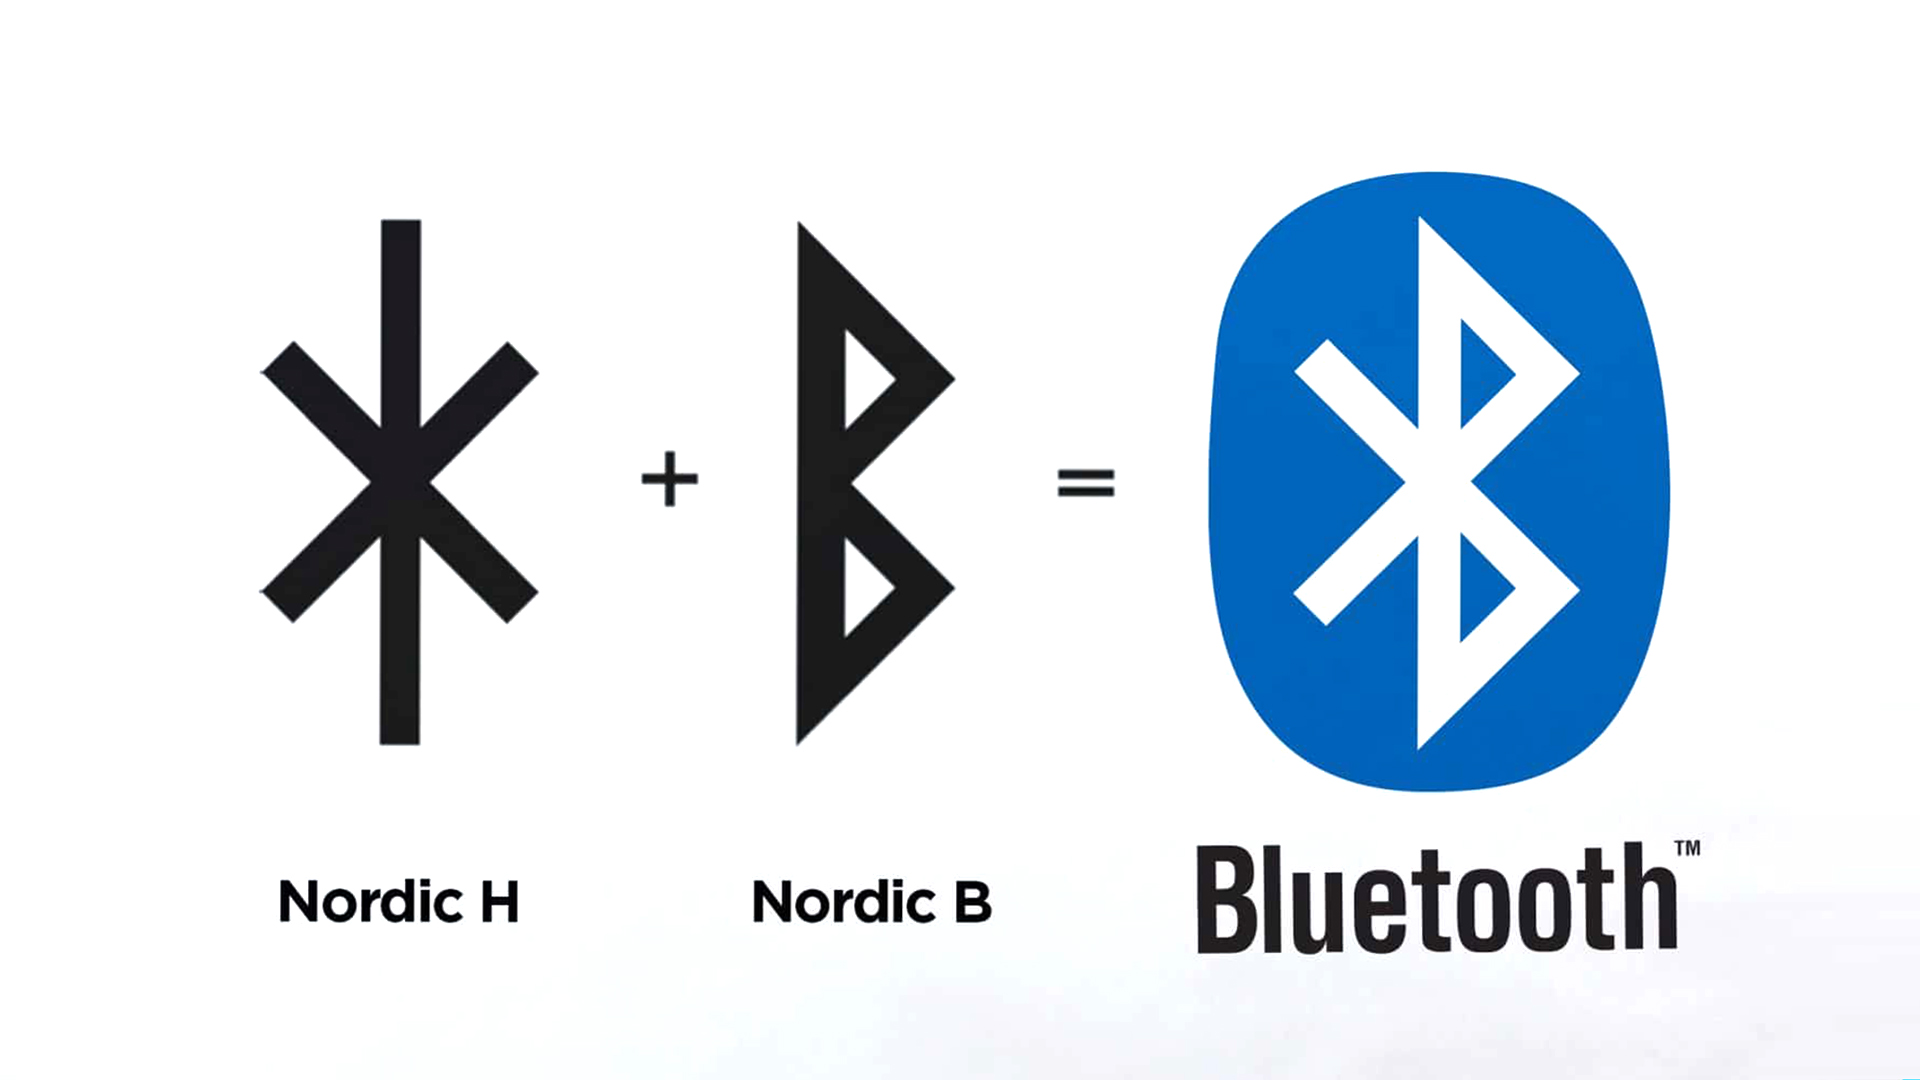 +
=
Nordic H
Nordic B
Bluetooth™